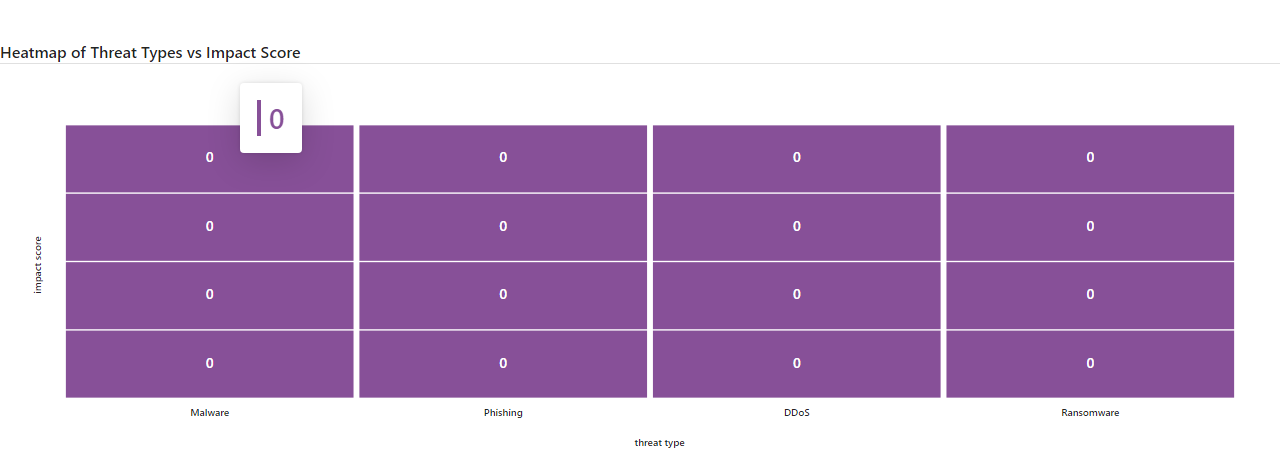 Heatmap of Threat Types vs Impact Score
0
0 0 0 0
0 0 0 0
impact score
0 0 0 0
0 0 0 0
Malware Phishing DDoS Ransomware
threat type